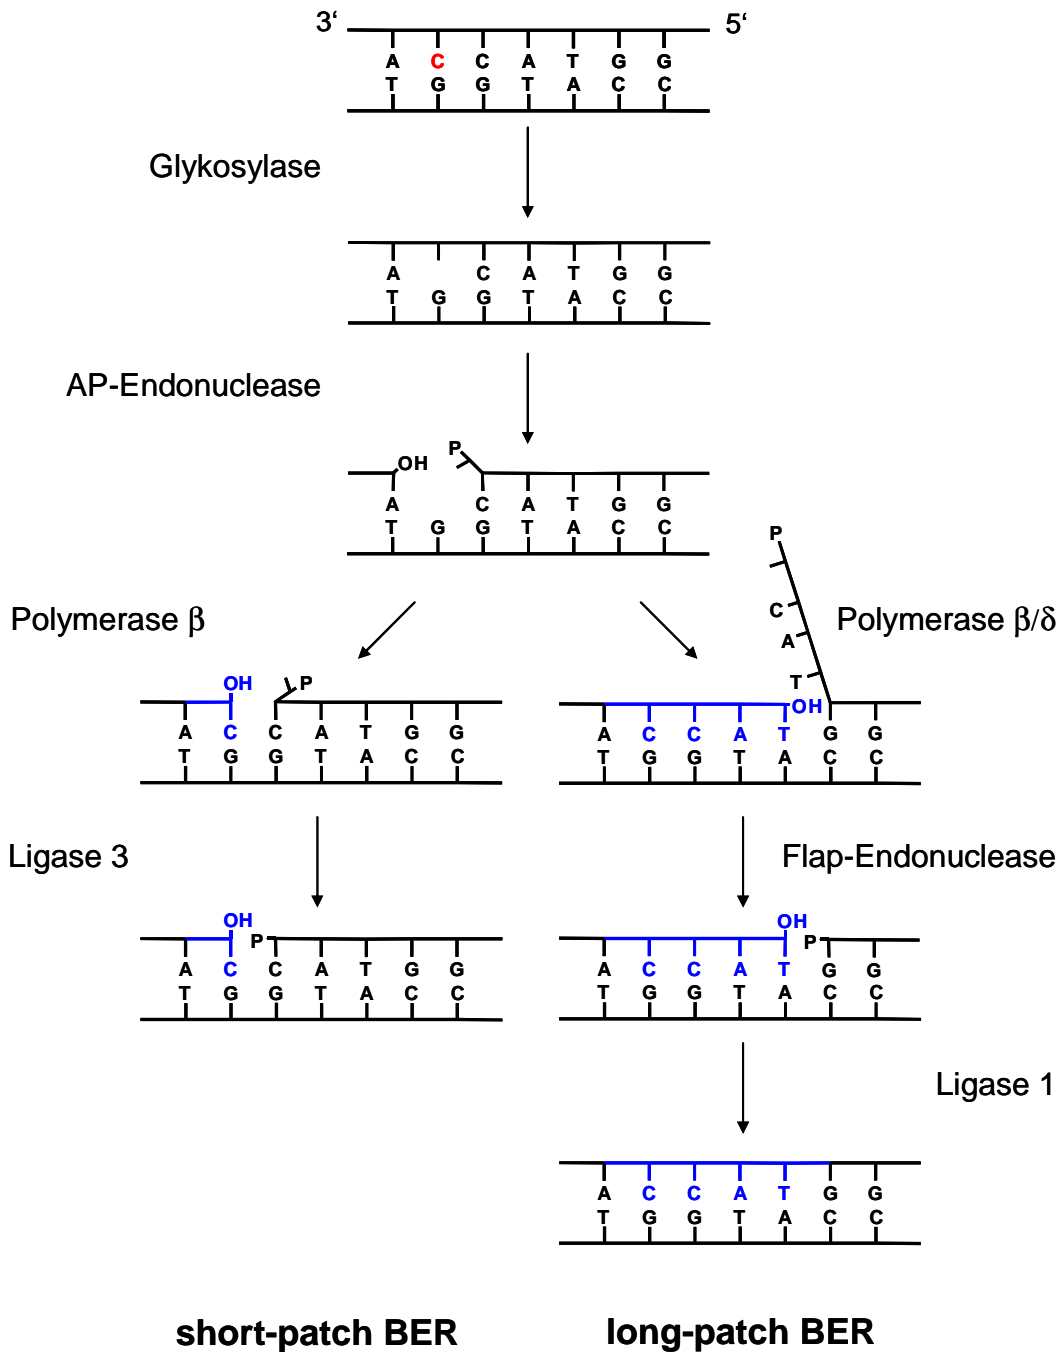 3‘ 5‘
A C C A T G G
T G G T A C C
Glykosylase
A C A T G G
T G G T A C C
AP-Endonuclease
OH P
A C A T G G
T G G T A C C
Polymerase β
OH P
A C C A T G G
T G G T A C C
Ligase 3
OH P
A C C A T G G
T G G T A C C
short-patch BER
Polymerase β/δ
P
C
A
T
OH
A C C A T G G
T G G T A C C
Flap-Endonuclease
OH P
A C C A T G G
T G G T A C C
Ligase 1
A C C A T G G
T G G T A C C
long-patch BER